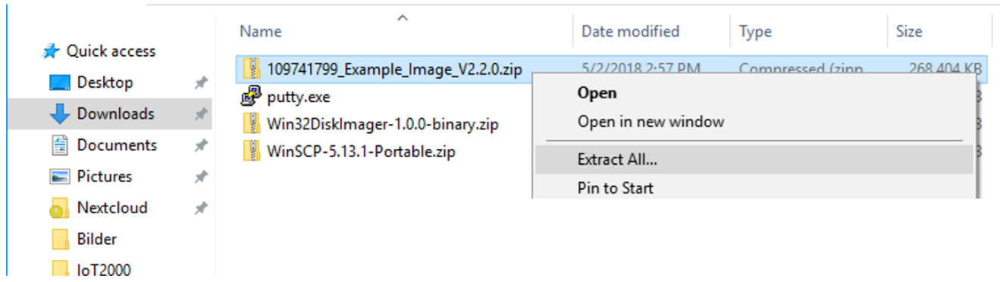 Name Date modified Type Size
Quick access
Desktop
Downloads
Documents
Pictures
Nextcloud
Bilder
IoT2000
109741799_Example_Image_V2.2.0.zip 5/2/2018 2:57 PM Compressed (zipp 268,404 KB
putty.exe
Win32DiskImager-1.0.0-binary.zip
WinSCP-5.13.1-Portable.zip
Open
Open in new window
Extract All...
Pin to Start